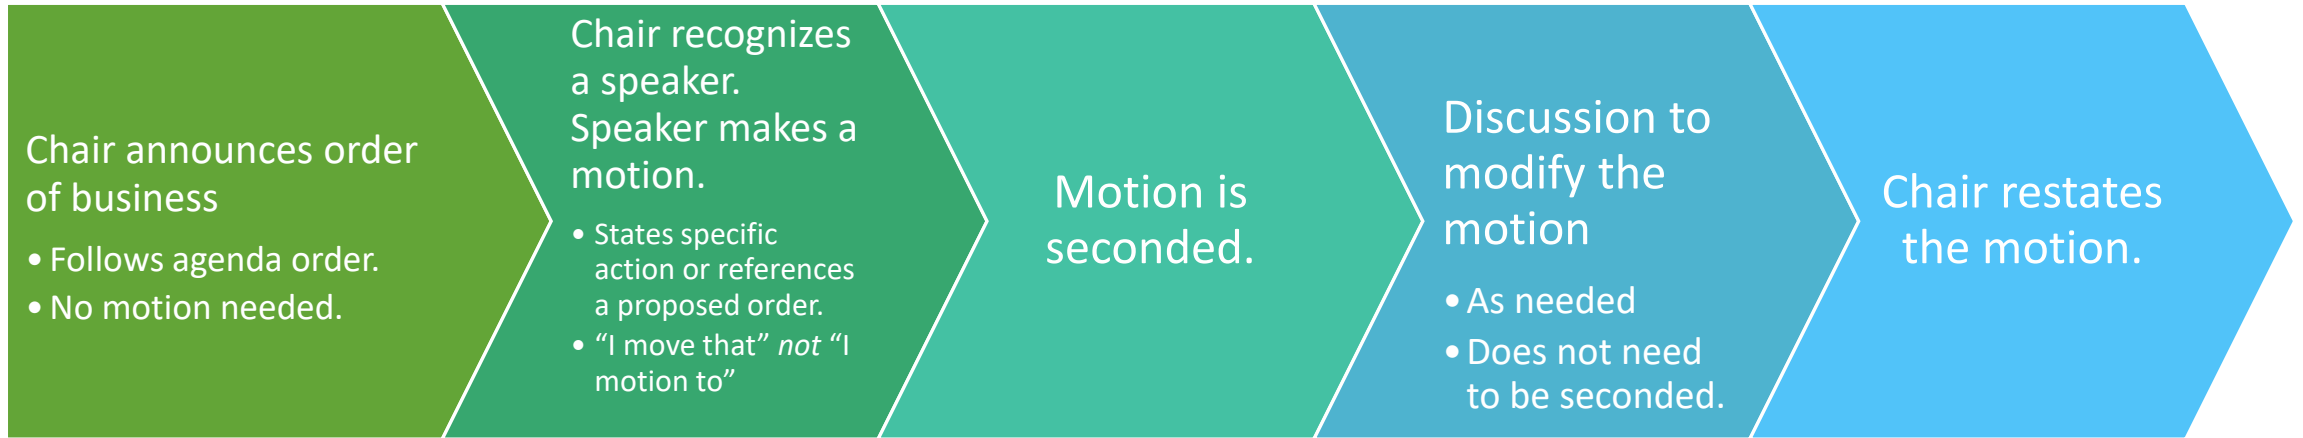 Chair announces order
of business
• Follows agenda order.
• No motion needed.
Chair recognizes
a speaker.
Speaker makes a
motion.
• States specific
action or references
a proposed order.
• “I move that” not “I
motion to”
Motion is
seconded.
Discussion to
modify the
motion
• As needed
• Does not need
to be seconded.
Chair restates
the motion.